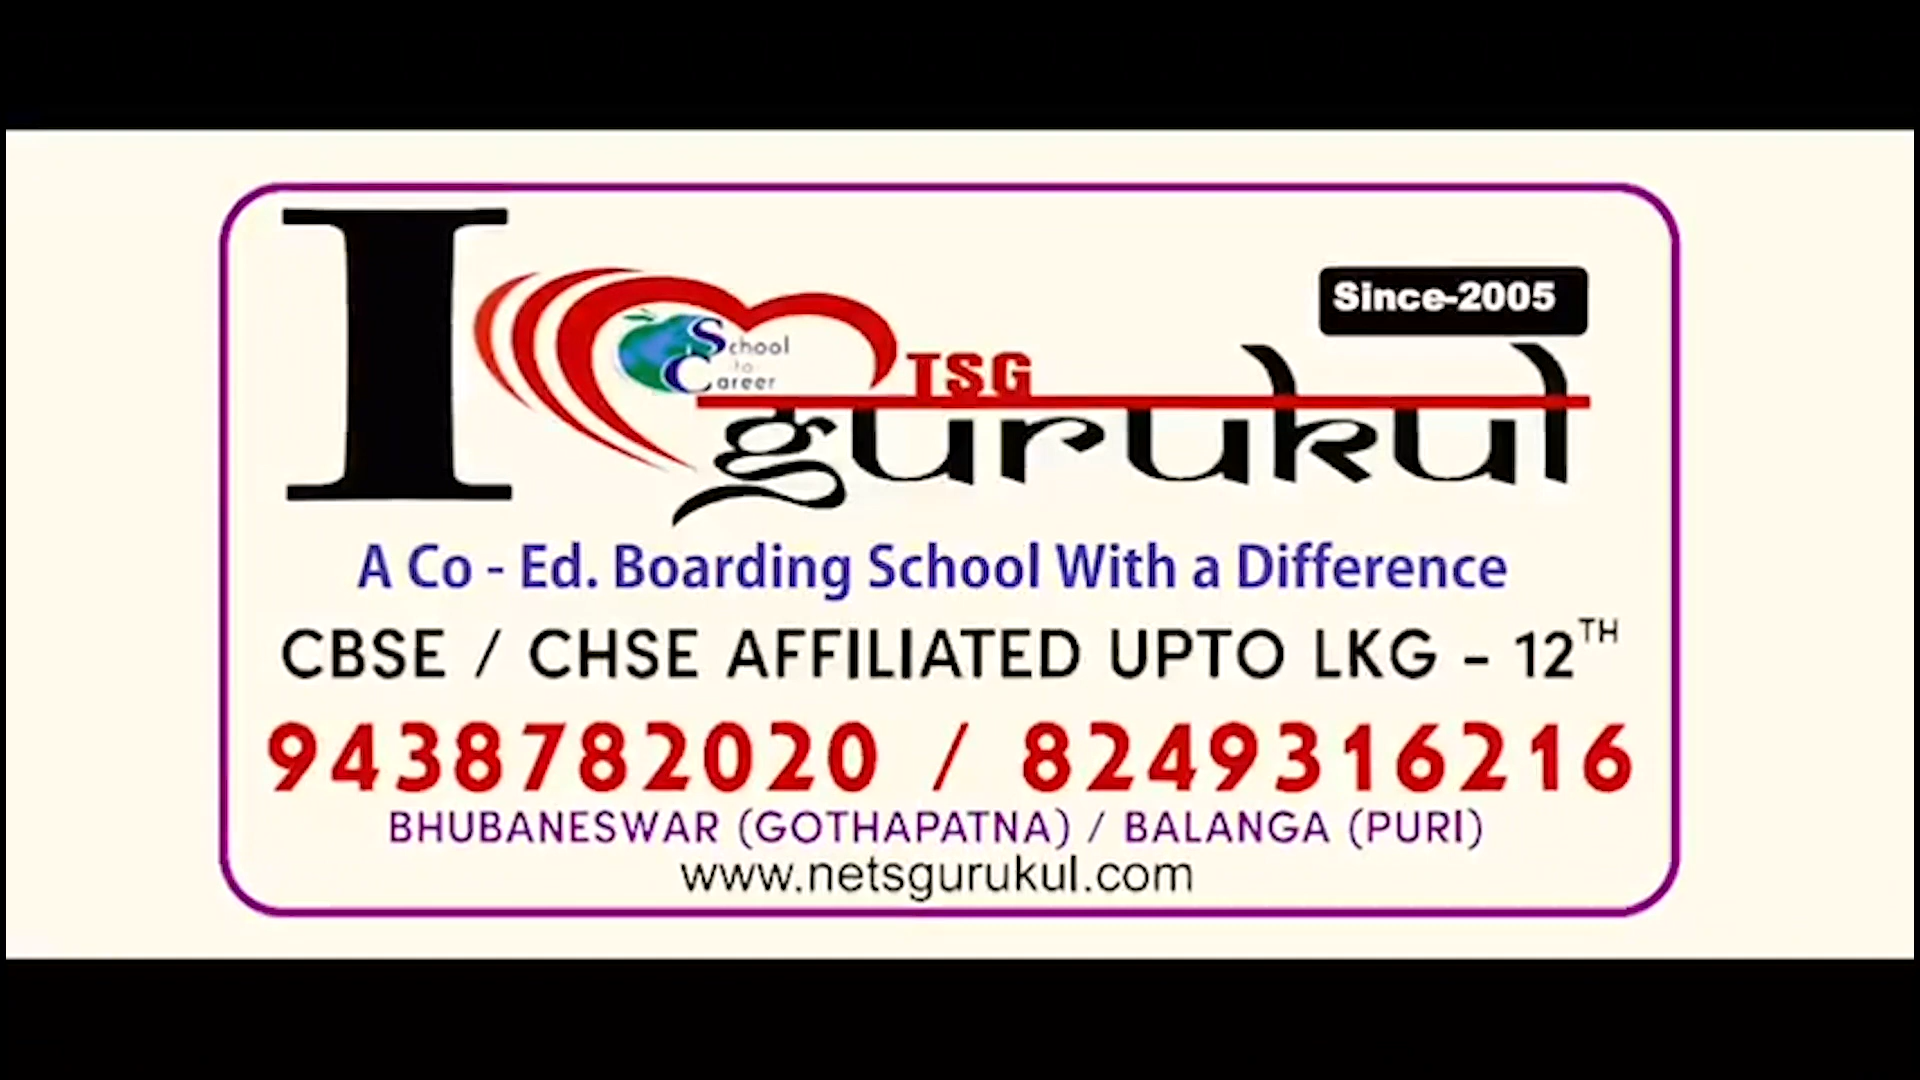 I
Since-2005
School
to
Career
TSG
gurukul
A Co - Ed. Boarding School With a Difference
CBSE / CHSE AFFILIATED UPTO LKG - 12TH
9438782020 / 8249316216
BHUBANESWAR (GOTHAPATNA) / BALANGA (PURI)
www.netsgurukul.com